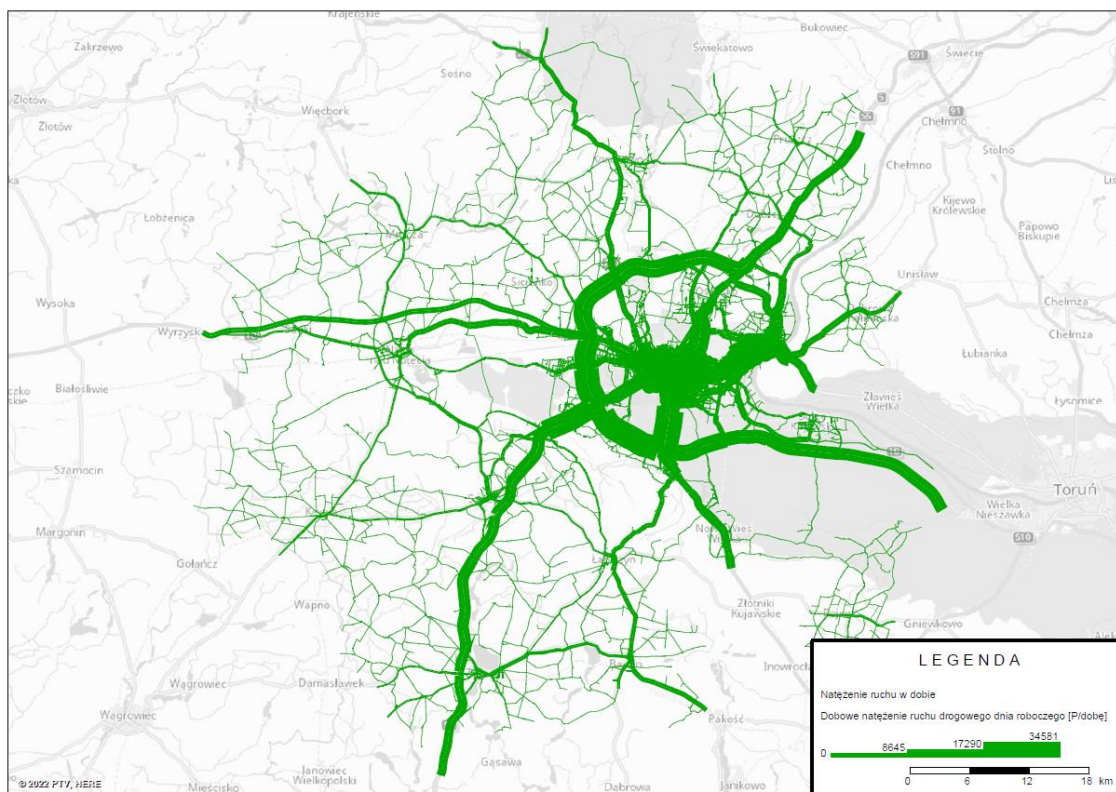 Bukowiec
Krajeńskie
Świekatowo
Zakrzewo
Świecie
S91
S
Sośno
Złotów
Więcbork
91
Chełmno
Złotów
Stolno
Chełmno
Kijewo
Królewskie
Łobżenica
Papowo
Biskupie
Unisław
Sicienko
Wysoka
Chełmża
Wyrzysk
Chełmża
Łubianka
Białośliwie
Zławieś
Wielka
Łysomice
Szamocin
Toruń
Wielka
Nieszawka
Margonin
S10
Gołańcz
Nowa Wieś
Wielka
Wapno
Złotniki
Kujawskie
Gniewkowo
Wągrowiec
Damasławek
Wągrowiec
Pakość
Janowiec
Wielkopolski
Gąsawa
Mieścisko
Dąbrowa
Janikowo
LEGENDA
Natężenie ruchu w dobie
Dobowe natężenie ruchu drogowego dnia roboczego [P/dobę]
0 8645 17290 34581
0 6 12 18 km
© 2022 PTV, HERE